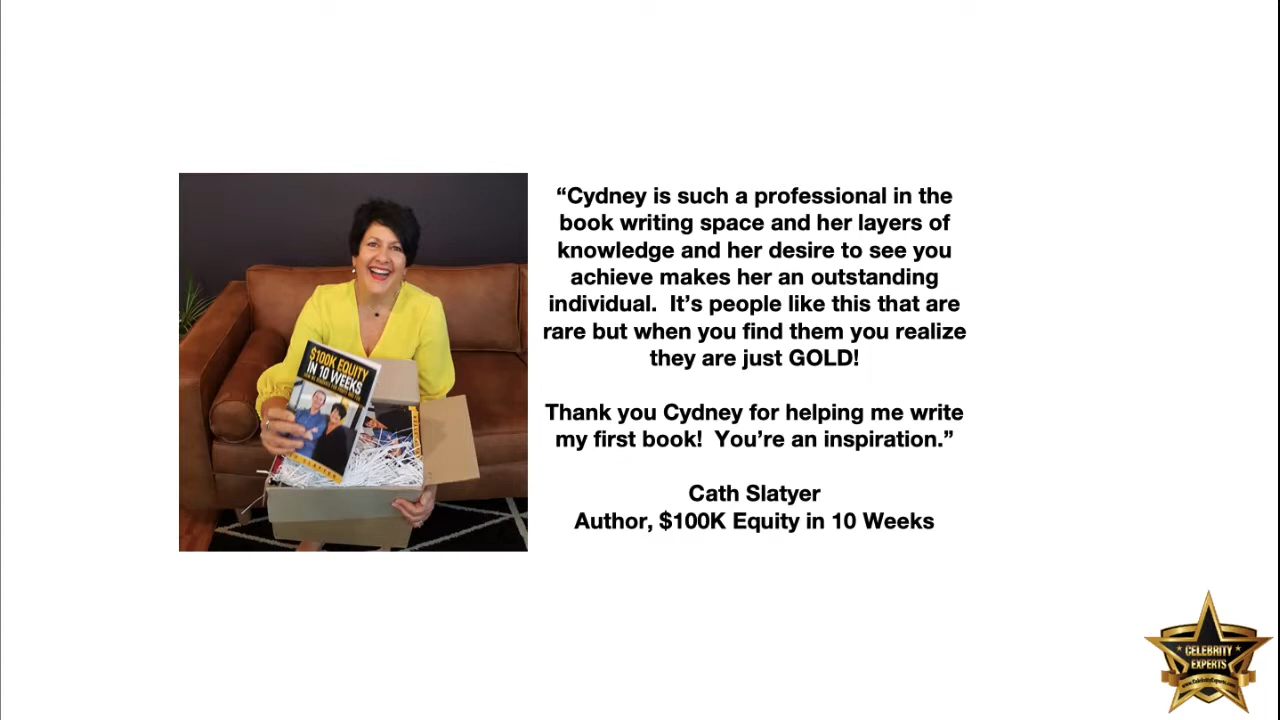 “Cydney is such a professional in the
book writing space and her layers of
knowledge and her desire to see you
achieve makes her an outstanding
individual.  It’s people like this that are
rare but when you find them you realize
they are just GOLD!
Thank you Cydney for helping me write
my first book!  You’re an inspiration.”
Cath Slatyer
Author, $100K Equity in 10 Weeks
$100K EQUITY
IN 10 WEEKS
CELEBRITY
EXPERTS
www.CelebrityExperts.com